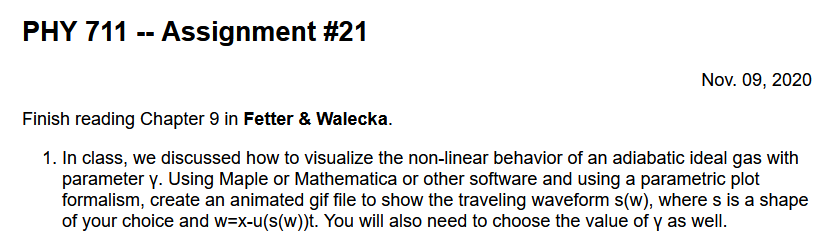 PHY 711 -- Assignment #21
Nov. 09, 2020
Finish reading Chapter 9 in Fetter & Walecka.
1. In class, we discussed how to visualize the non-linear behavior of an adiabatic ideal gas with
parameter γ. Using Maple or Mathematica or other software and using a parametric plot
formalism, create an animated gif file to show the traveling waveform s(w), where s is a shape
of your choice and w=x-u(s(w))t. You will also need to choose the value of γ as well.